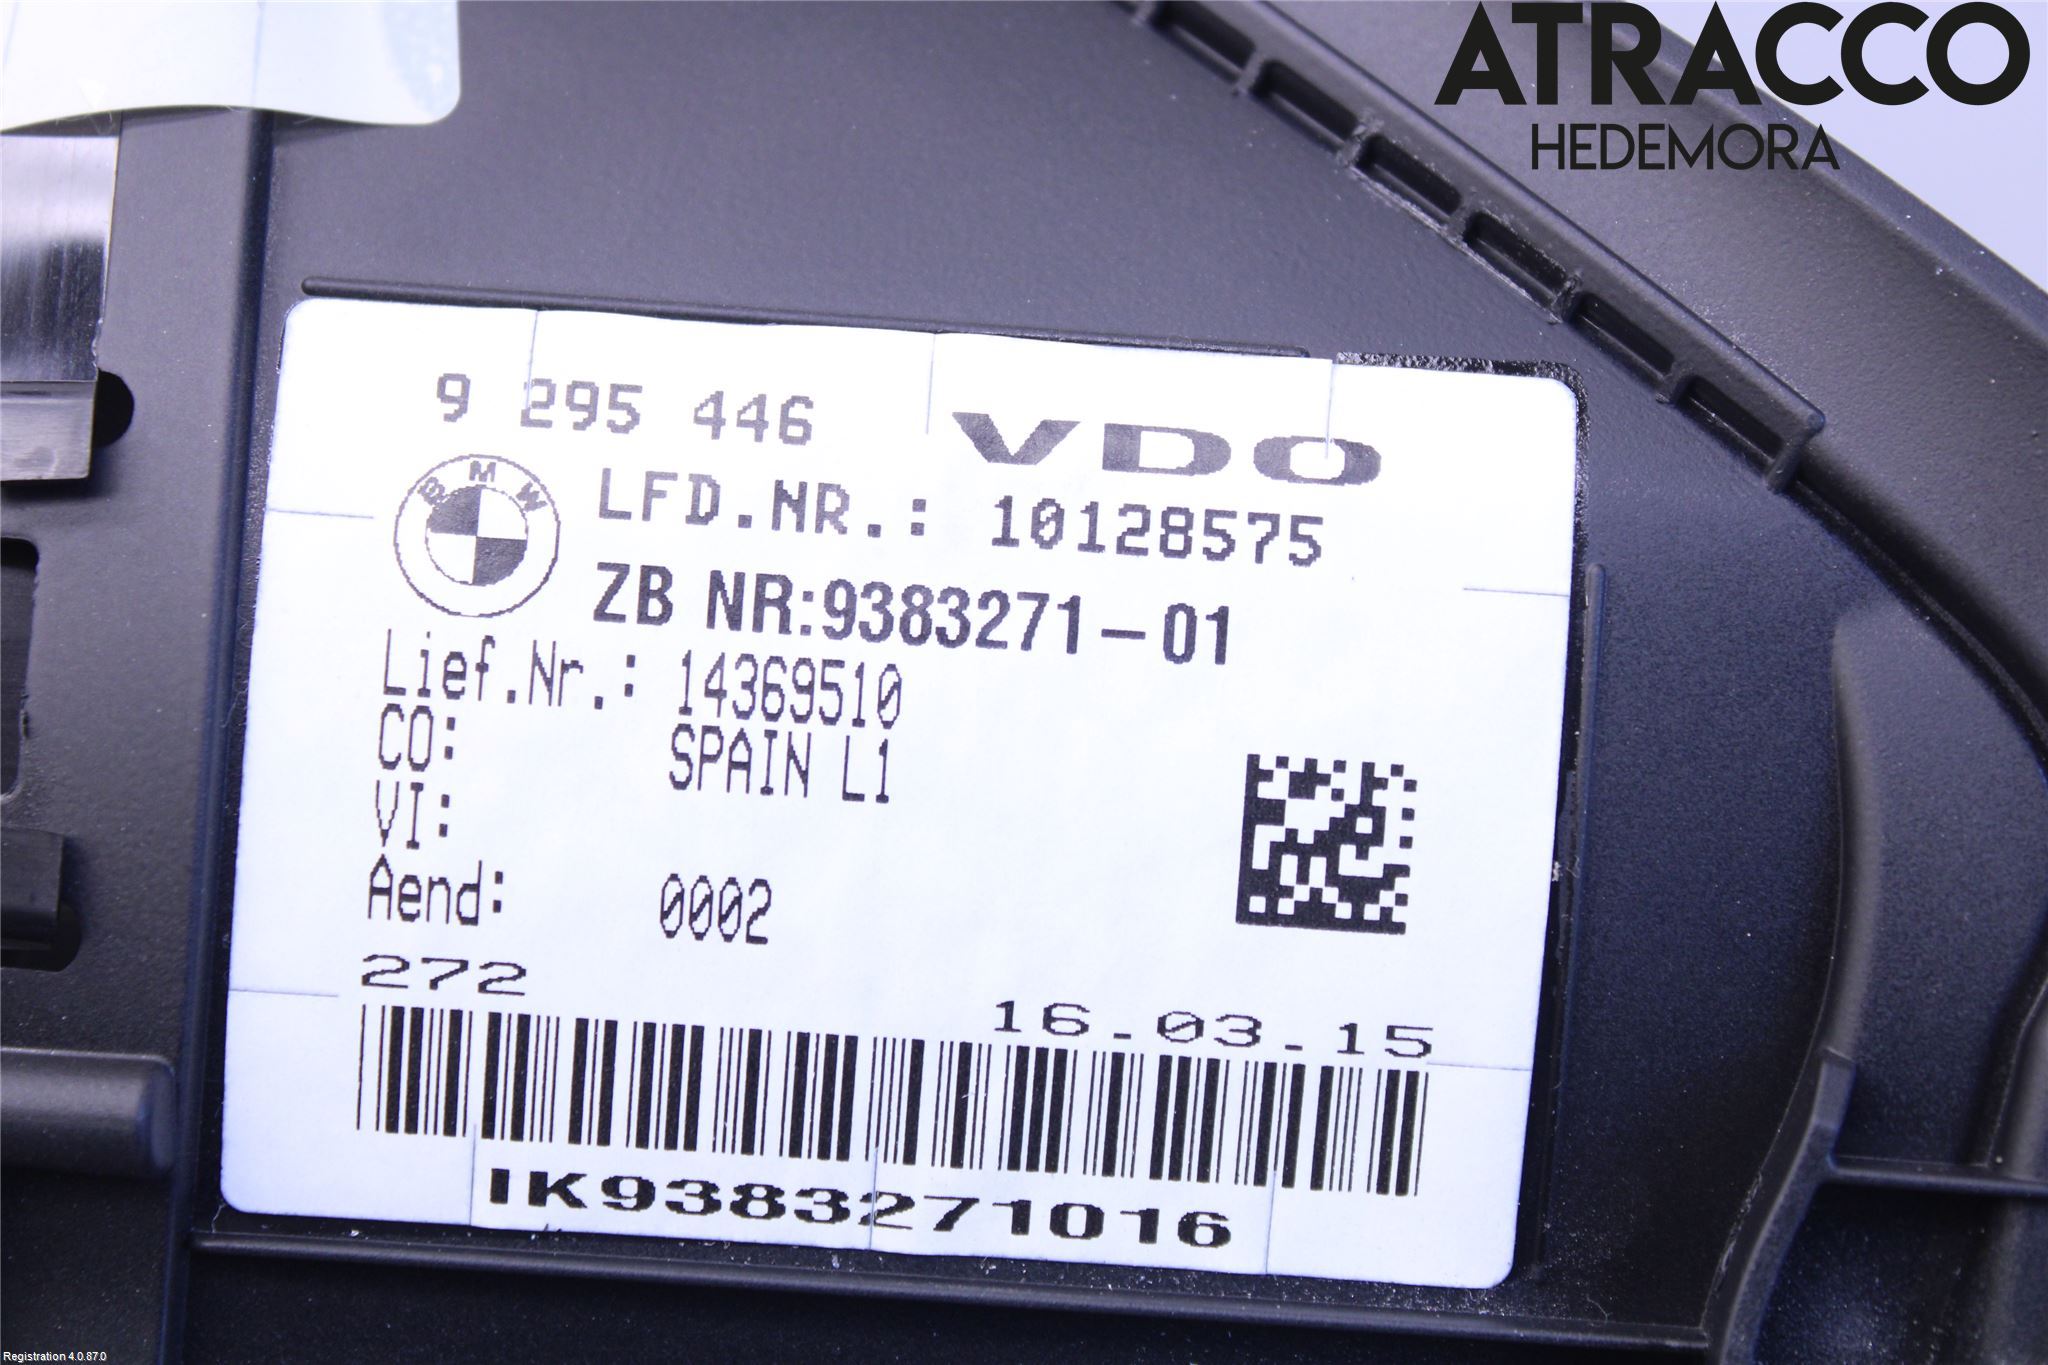 ATRACCO
HEDEMORA
9 295 446
VDO
BMW
LFD.NR.: 10128575
ZB NR:9383271-01
Lief.Nr.: 14369510
CO: SPAIN L1
VI:
Aend: 0002
272
16.03.15
IK9383271016
Registration 4.0.87.0